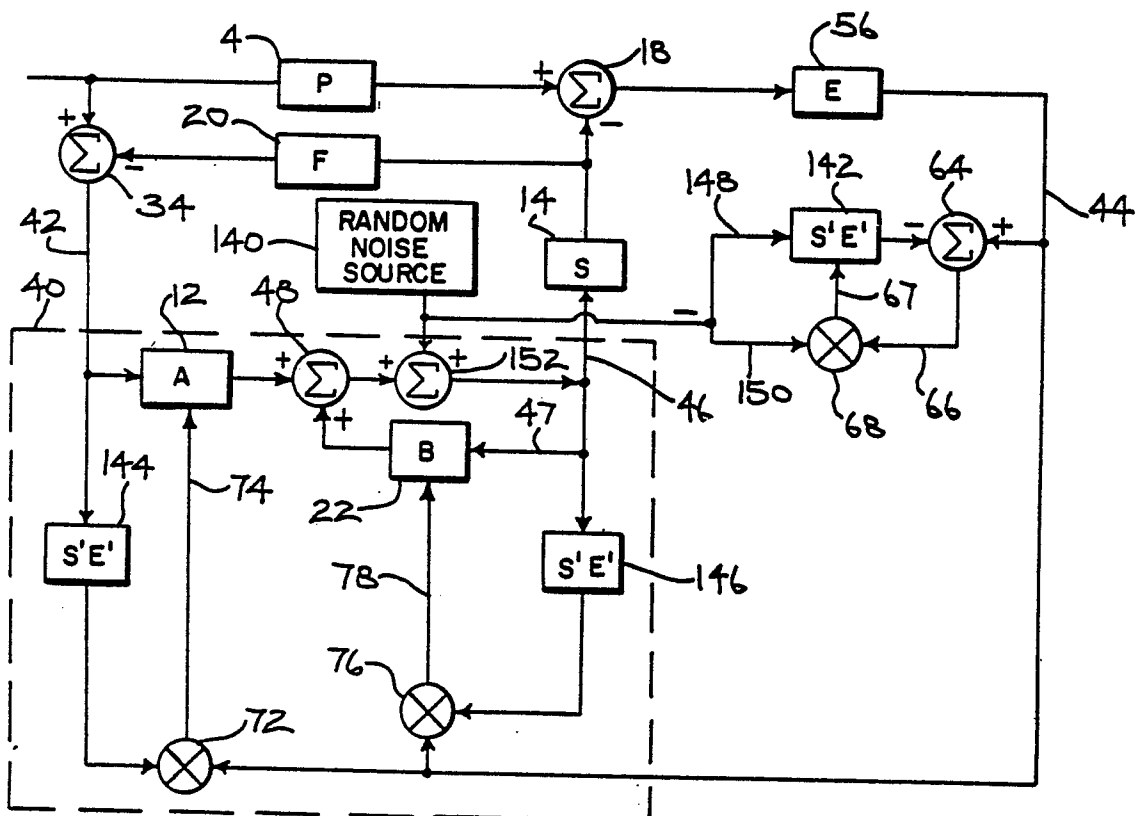 56
4
18
P
+
Σ
E
+
20
−
Σ
F
−
34
148
142
64
44
42
140
RANDOM
NOISE
SOURCE
14
S
S'E'
−
Σ
+
40
12
48
−
67
A
+
Σ
+
Σ
+
152
46
150
68
66
+
47
B
22
144
74
S'E'
S'E'
146
78
76
72